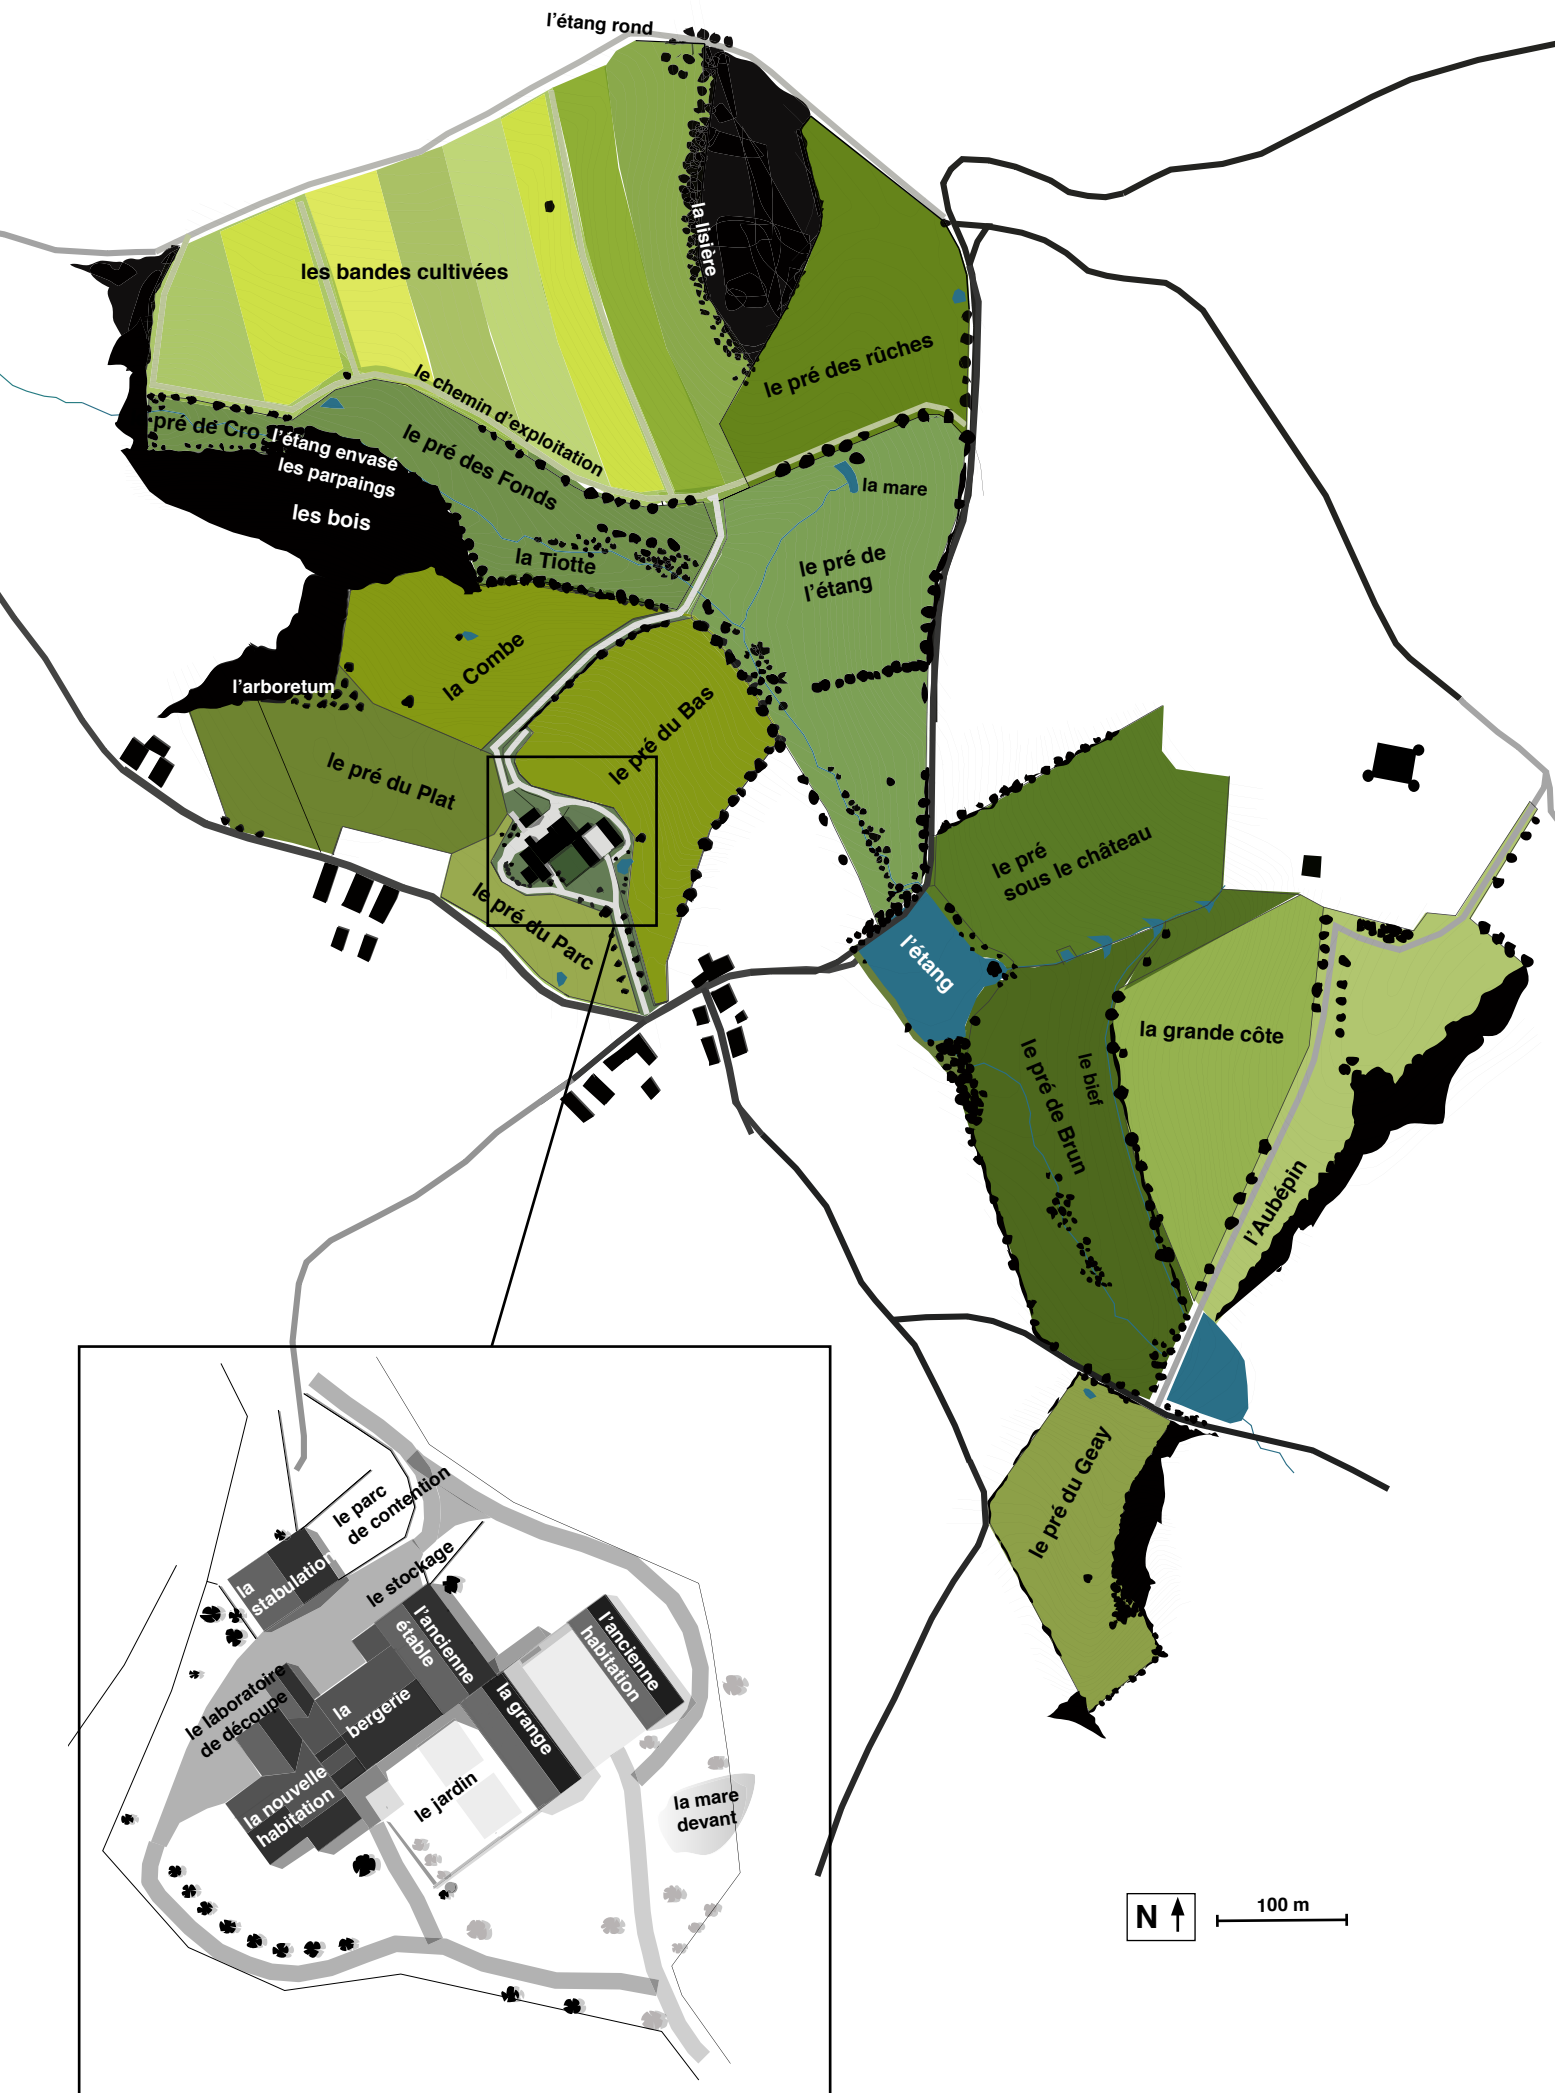 l’étang rond
la lisière
les bandes cultivées
le pré des rûches
le chemin d’exploitation
pré de Cro
l’étang envasé
les parpaings
les bois
le pré des Fonds
la mare
la Tiotte
le pré de
l’étang
la Combe
l’arboretum
le pré du Bas
le pré du Plat
le pré
sous le château
le pré du Parc
l’étang
la grande côte
le pré de Brun
le bief
l’Aubépin
le pré du Geay
le parc
de contention
la
stabulation
le stockage
l’ancienne
étable
l’ancienne
habitation
le laboratoire
de découpe
la
bergerie
la grange
la nouvelle
habitation
le jardin
la mare
devant
N
100 m